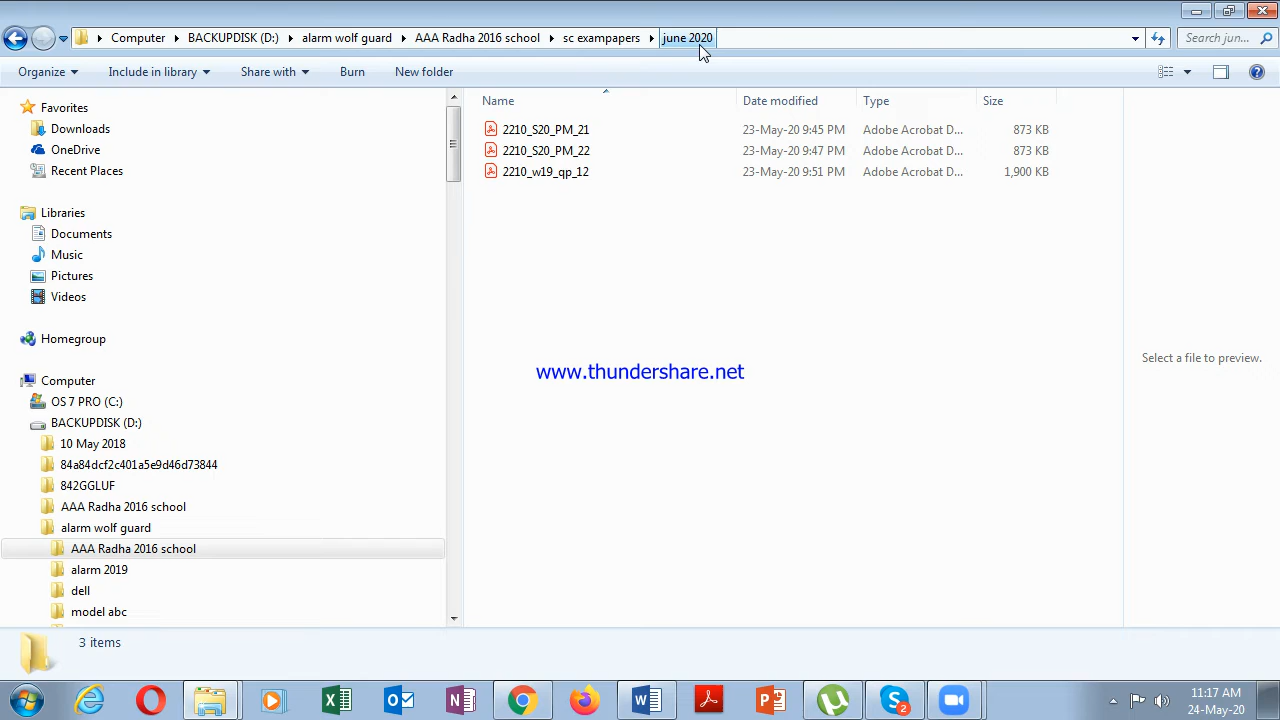 Computer BACKUPDISK (D:) alarm wolf guard AAA Radha 2016 school sc exampapers june 2020 Search jun...
Organize Include in library Share with Burn New folder
Favorites
Downloads
OneDrive
Recent Places
Libraries
Documents
Music
Pictures
Videos
Homegroup
Computer
OS 7 PRO (C:)
BACKUPDISK (D:)
10 May 2018
84a84dcf2c401a5e9d46d73844
842GGLUF
AAA Radha 2016 school
alarm wolf guard
AAA Radha 2016 school
alarm 2019
dell
model abc
Name Date modified Type Size
2210_S20_PM_21 23-May-20 9:45 PM Adobe Acrobat D... 873 KB
2210_S20_PM_22 23-May-20 9:47 PM Adobe Acrobat D... 873 KB
2210_w19_qp_12 23-May-20 9:51 PM Adobe Acrobat D... 1,900 KB
www.thundershare.net
Select a file to preview.
3 items
2
11:17 AM
24-May-20